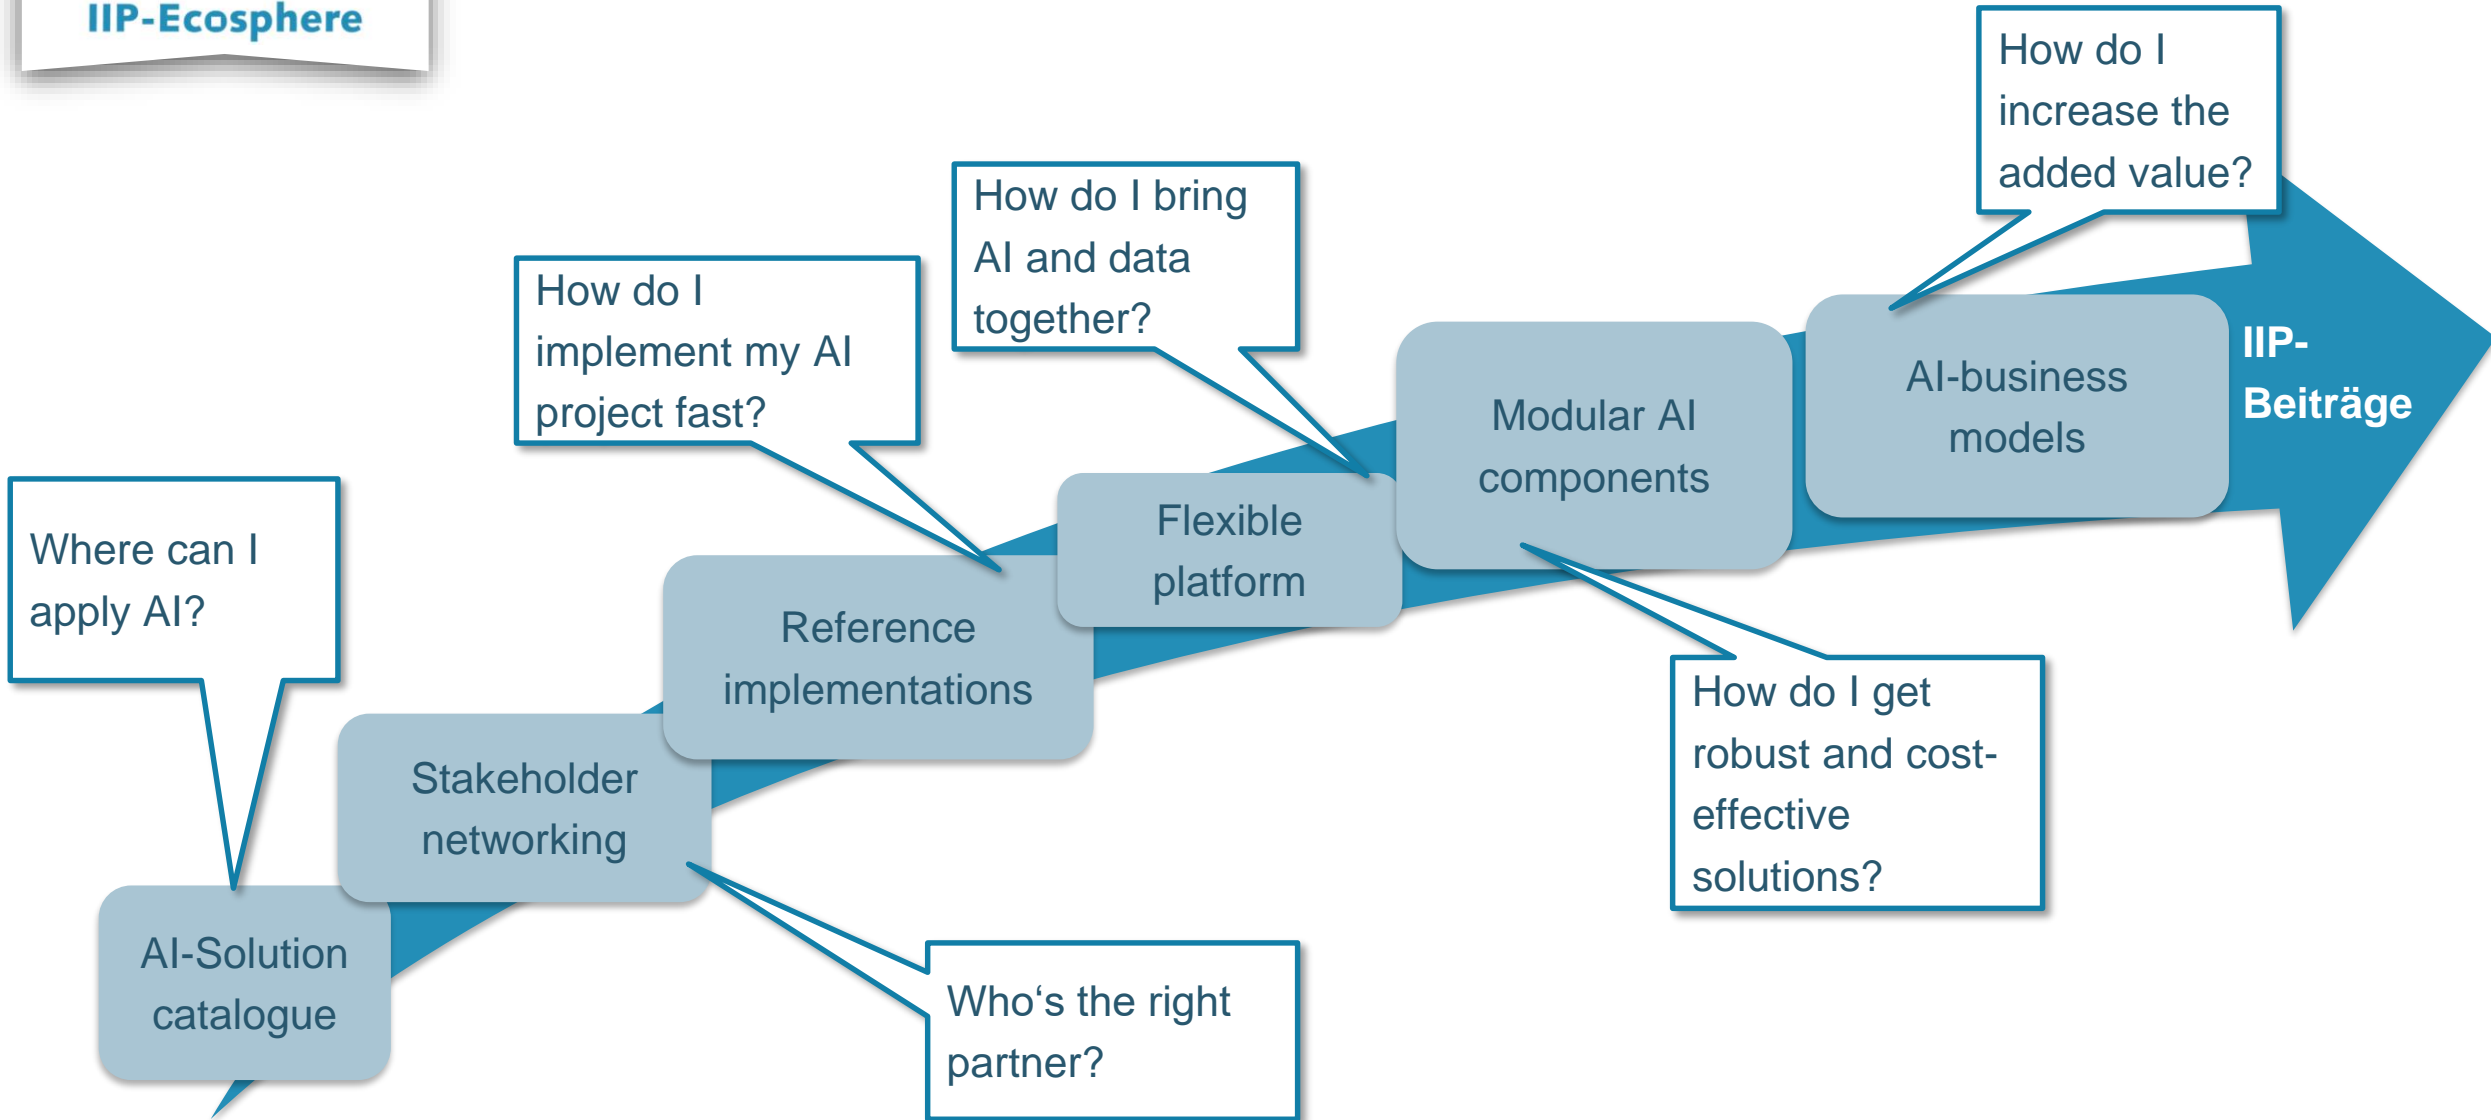 IIP-Ecosphere
How do I
increase the
added value?
How do I bring
AI and data
together?
How do I
implement my AI
project fast?
Where can I
apply AI?
IIP-
Beiträge
AI-business
models
Modular AI
components
Flexible
platform
Reference
implementations
Stakeholder
networking
AI-Solution
catalogue
How do I get
robust and cost-
effective
solutions?
Who‘s the right
partner?